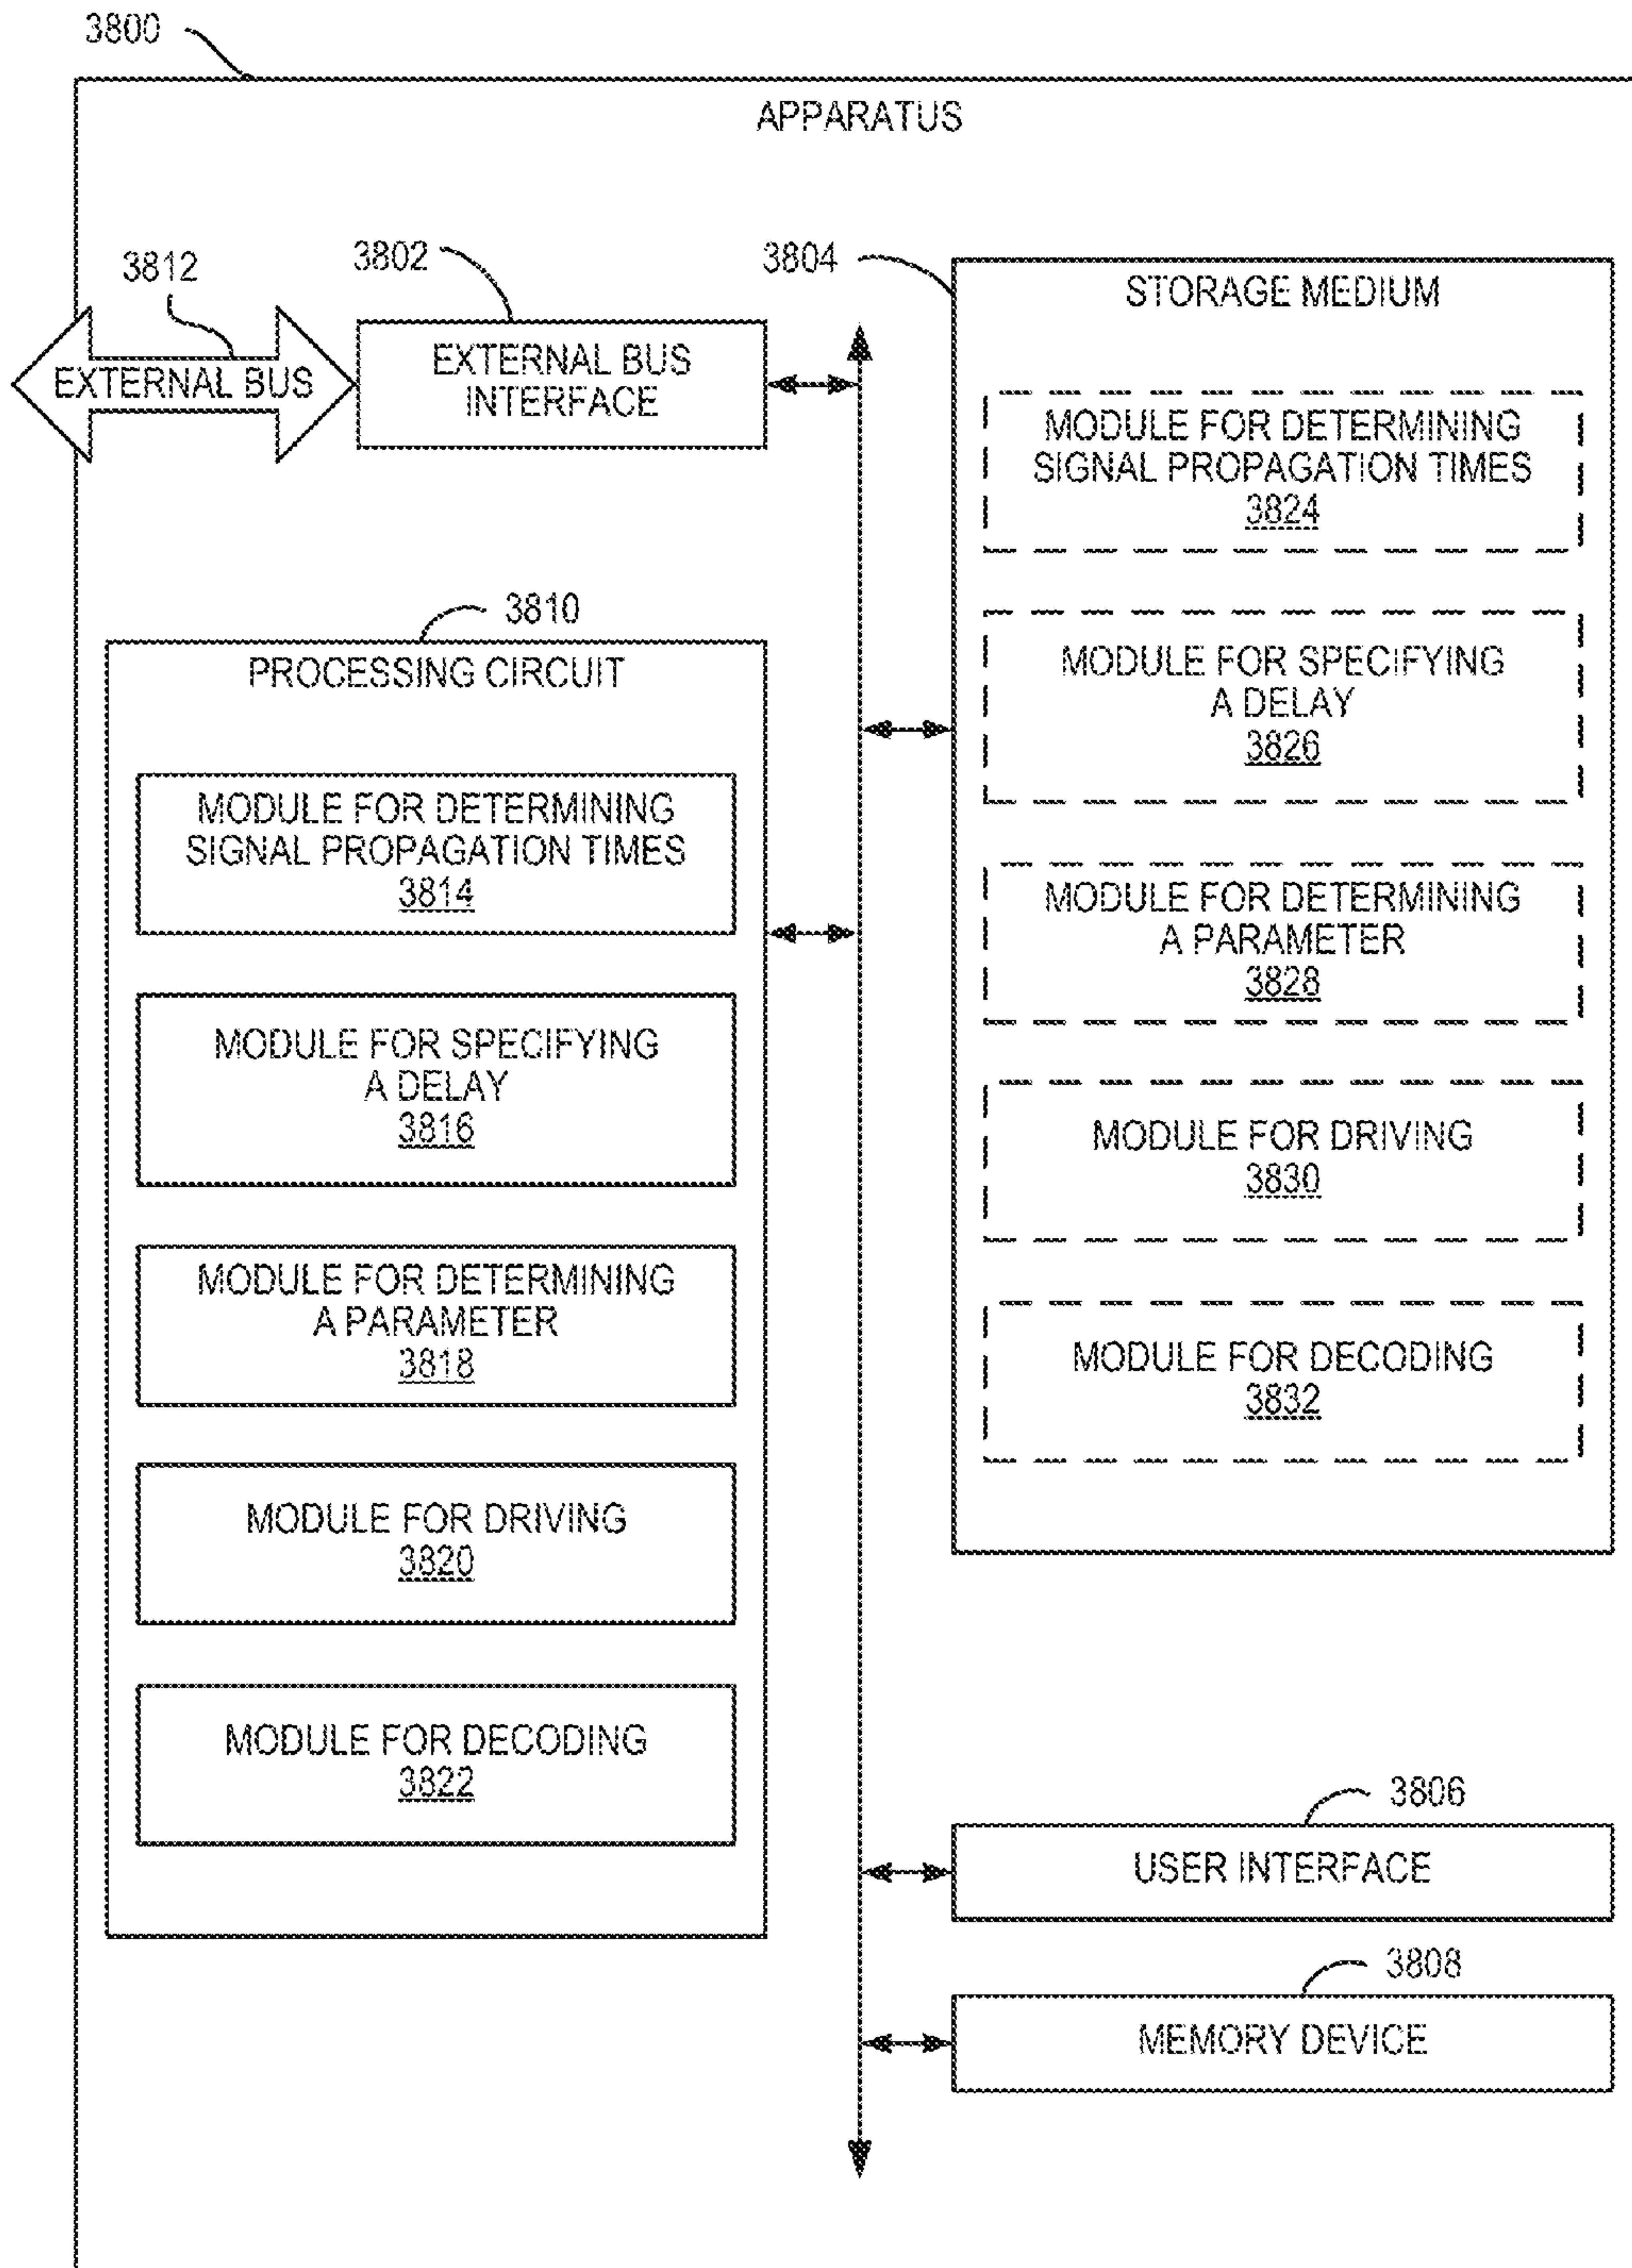 3800
APPARATUS
3812
3802
EXTERNAL BUS
EXTERNAL BUS
INTERFACE
3804
STORAGE MEDIUM
MODULE FOR DETERMINING
SIGNAL PROPAGATION TIMES
3824
MODULE FOR SPECIFYING
A DELAY
3826
MODULE FOR DETERMINING
A PARAMETER
3828
MODULE FOR DRIVING
3830
MODULE FOR DECODING
3832
3810
PROCESSING CIRCUIT
MODULE FOR DETERMINING
SIGNAL PROPAGATION TIMES
3814
MODULE FOR SPECIFYING
A DELAY
3816
MODULE FOR DETERMINING
A PARAMETER
3818
MODULE FOR DRIVING
3820
MODULE FOR DECODING
3822
3806
USER INTERFACE
3808
MEMORY DEVICE